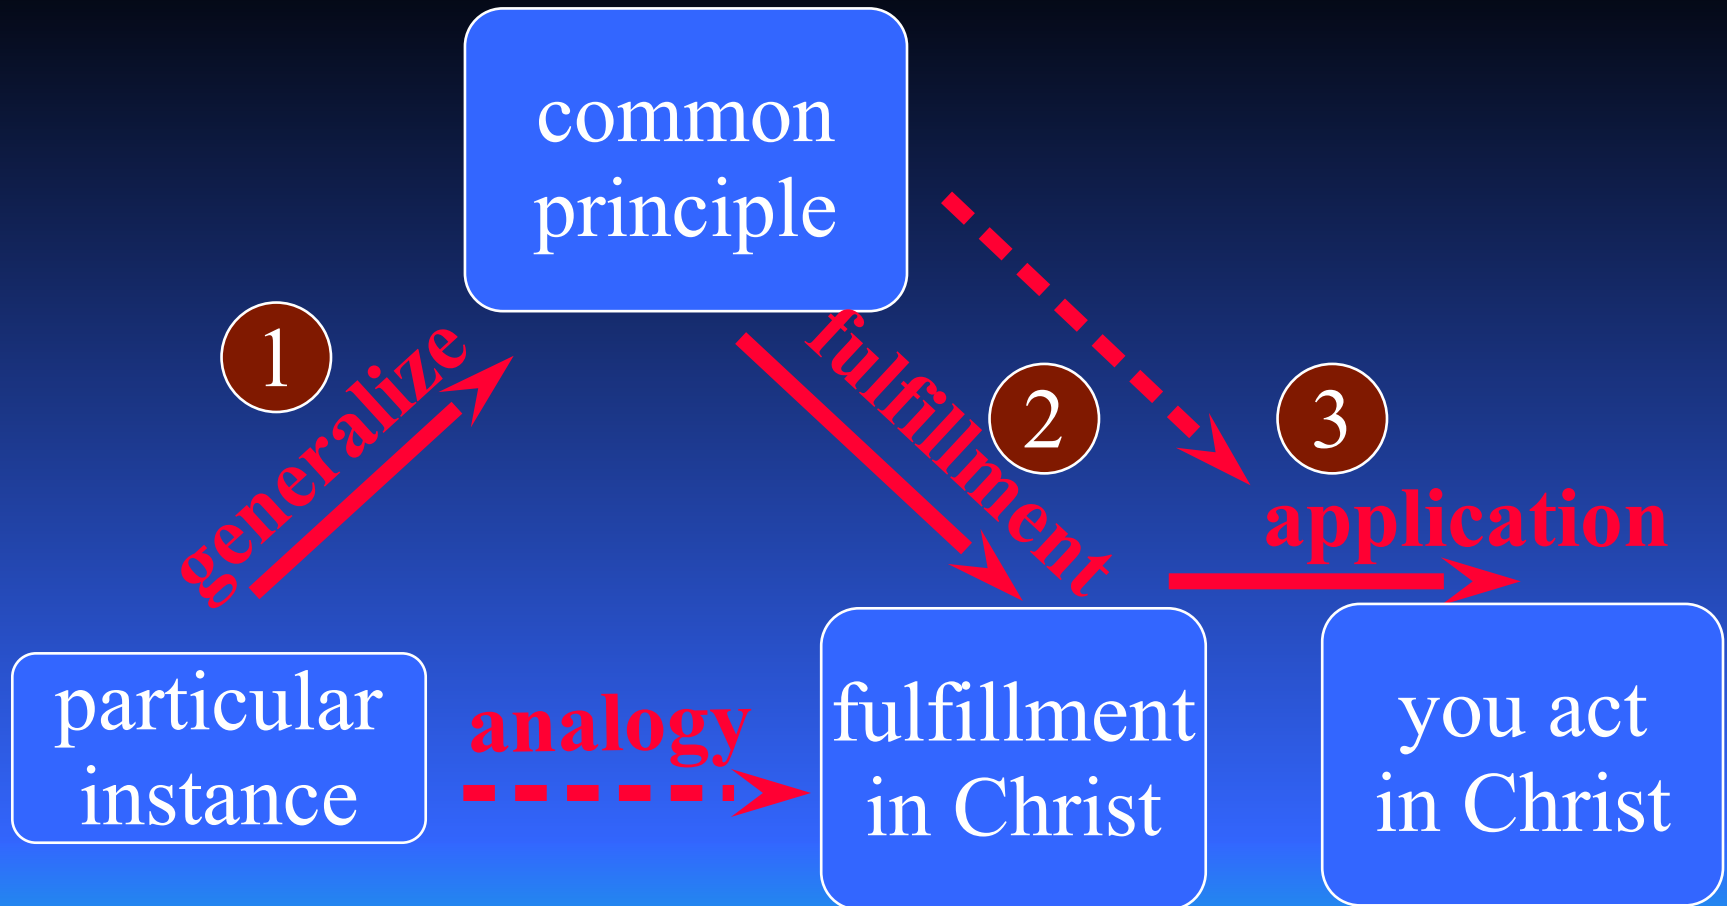 common
principle
1
generalize
fulfillment
2
3
application
particular
instance
analogy
fulfillment
in Christ
you act
in Christ